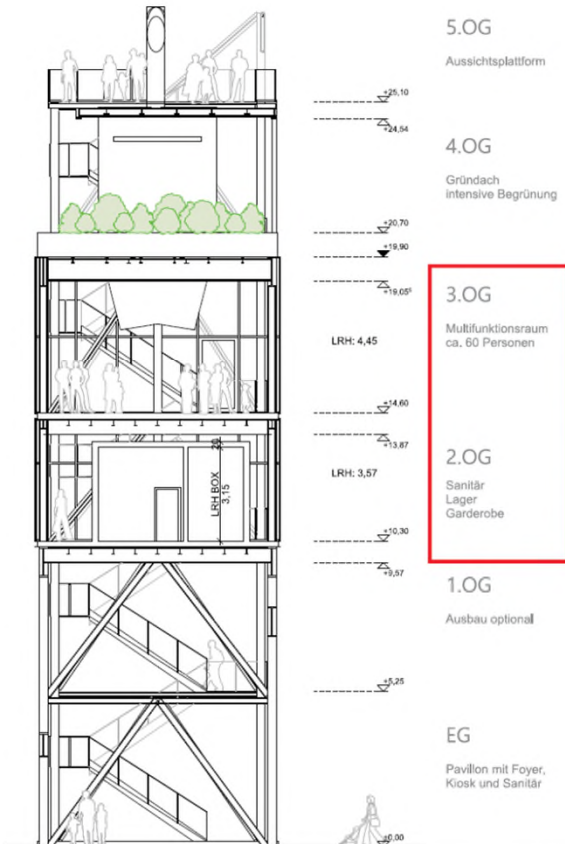 5.OG
Aussichtsplattform
+25,10
+24,54
4.OG
Gründach
intensive Begrünung
+20,70
+19,90
+19,05⁵
3.OG
Multifunktionsraum
ca. 60 Personen
LRH: 4,45
+14,60
+13,87
2.OG
Sanitär
Lager
Garderobe
LRH: 3,57
20
LRH BOX
3,15
+10,30
+9,57
1.OG
Ausbau optional
+5,25
EG
Pavillon mit Foyer,
Kiosk und Sanitär
±0,00